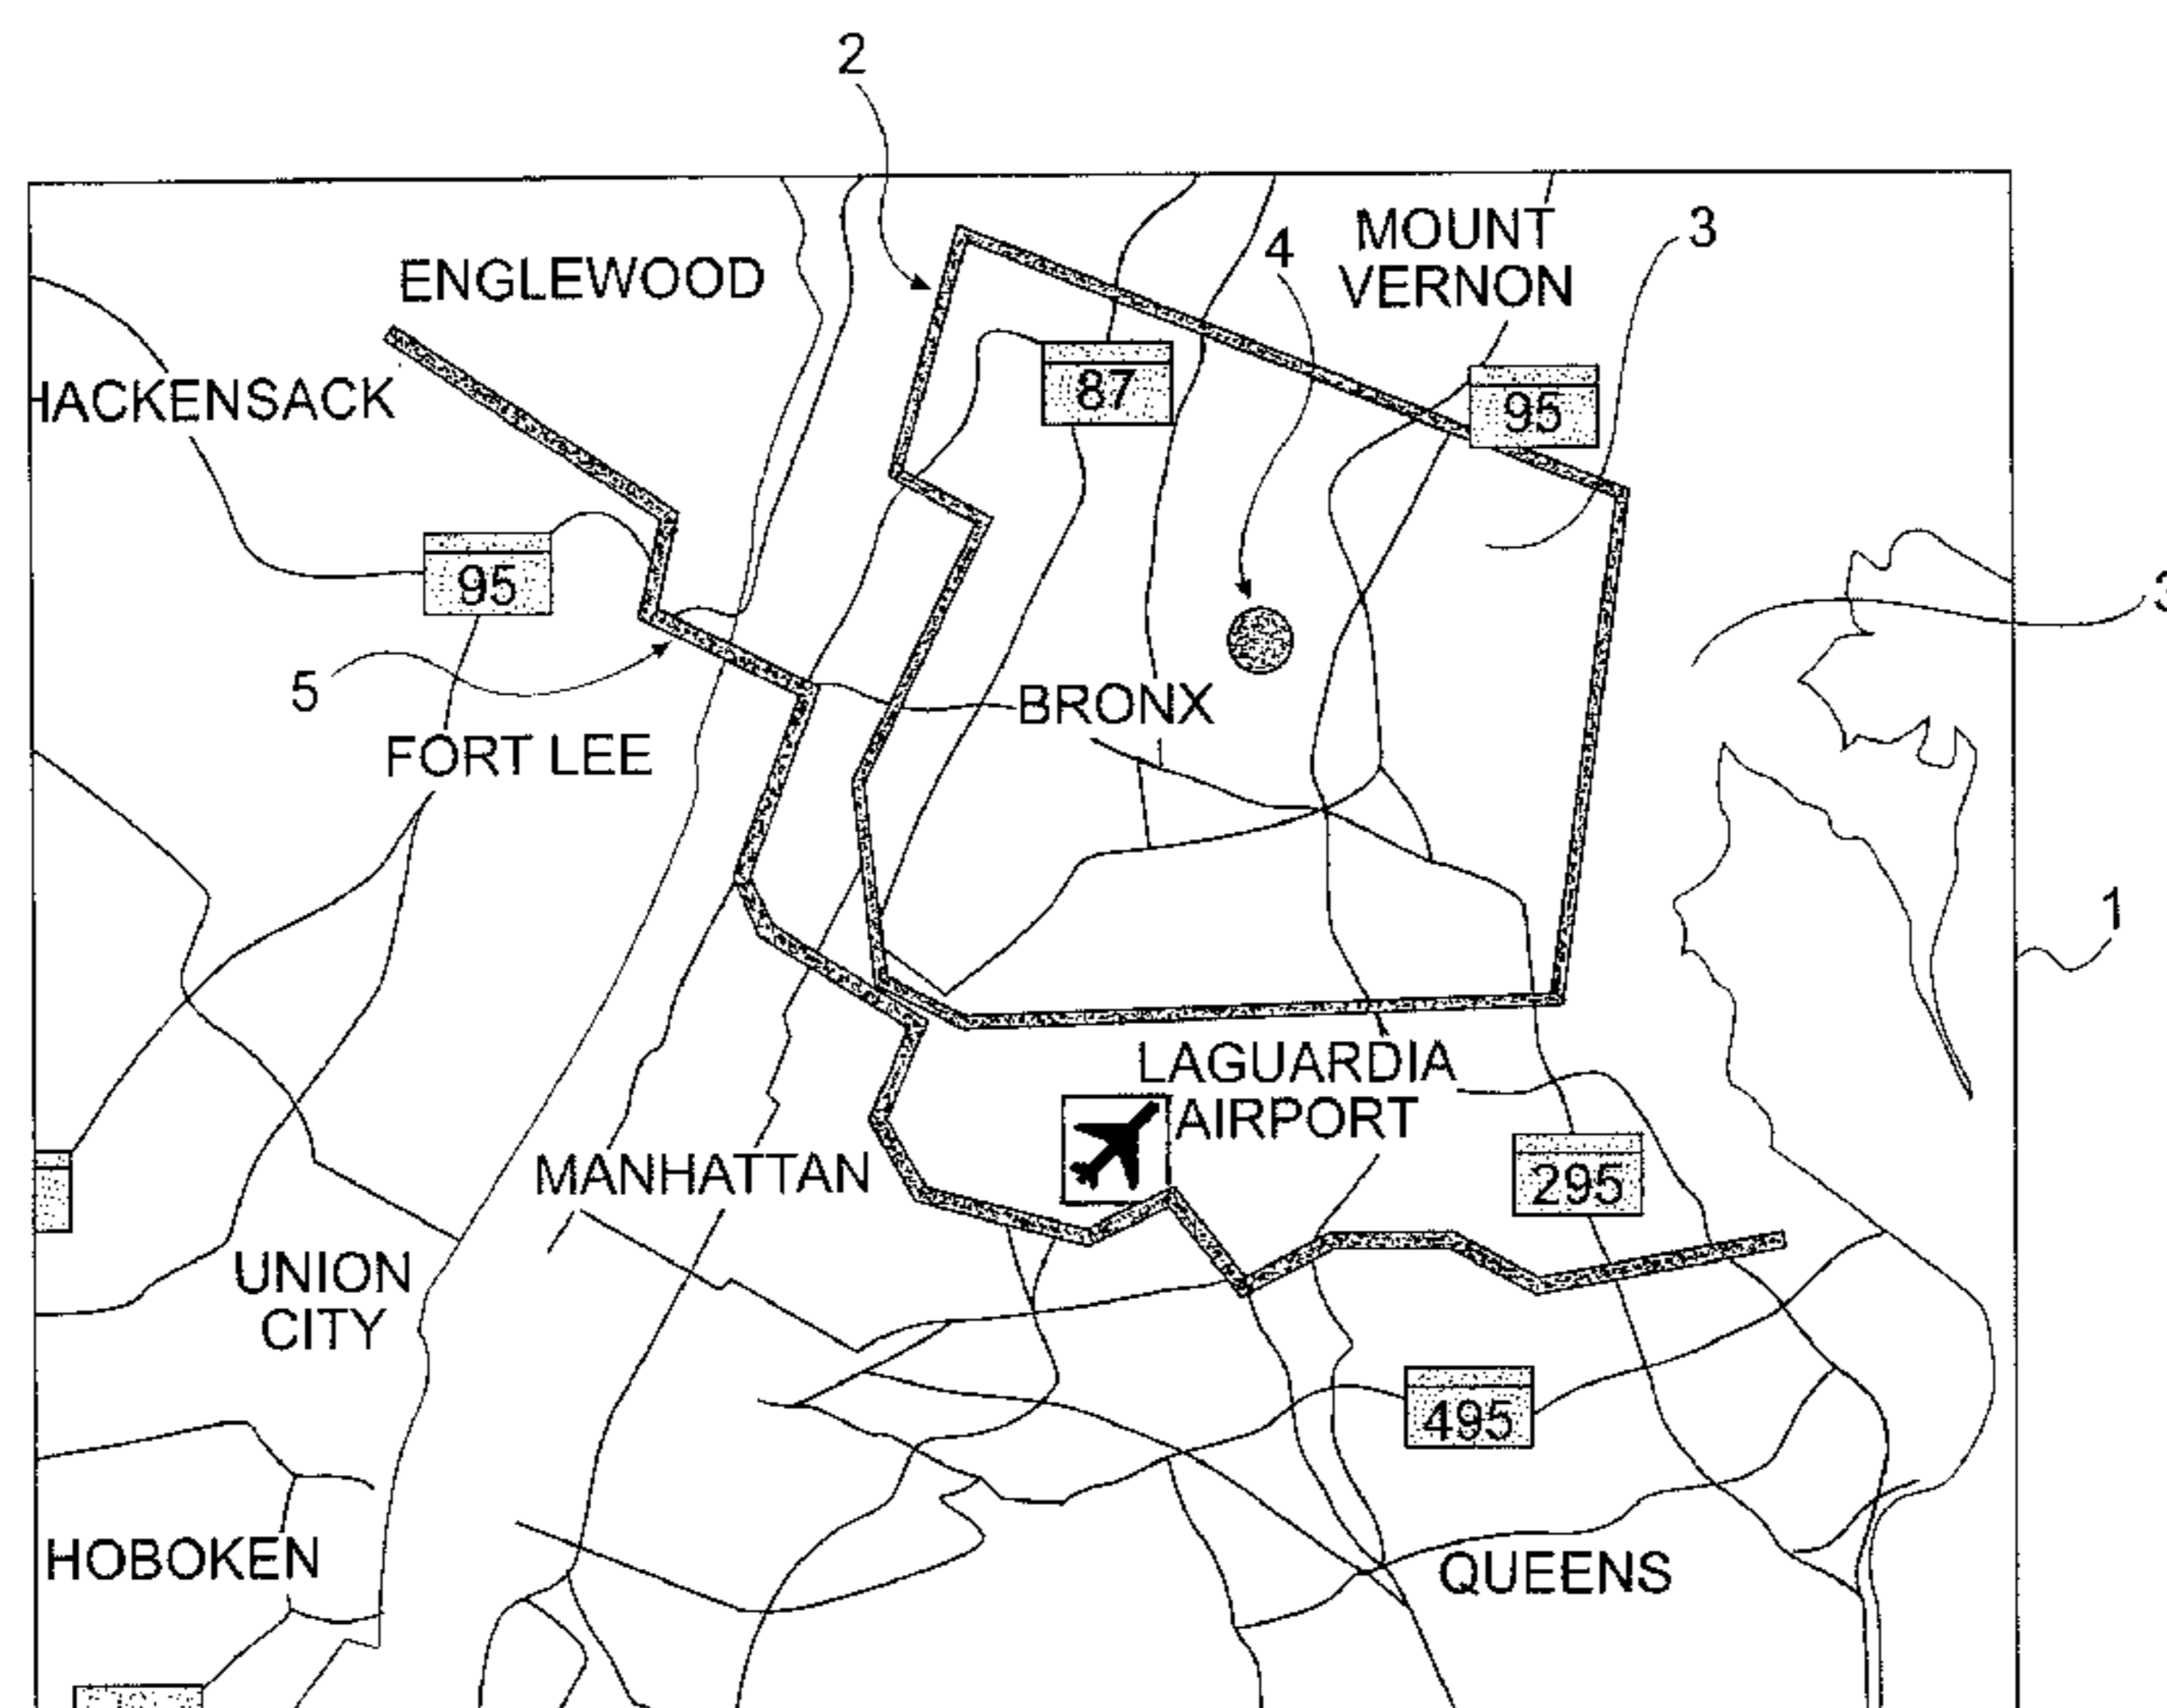 2
MOUNT
VERNON
3
4
ENGLEWOOD
87
95
HACKENSACK
95
3
5
BRONX
FORT LEE
1
LAGUARDIA
AIRPORT
MANHATTAN
295
UNION
CITY
495
HOBOKEN
QUEENS